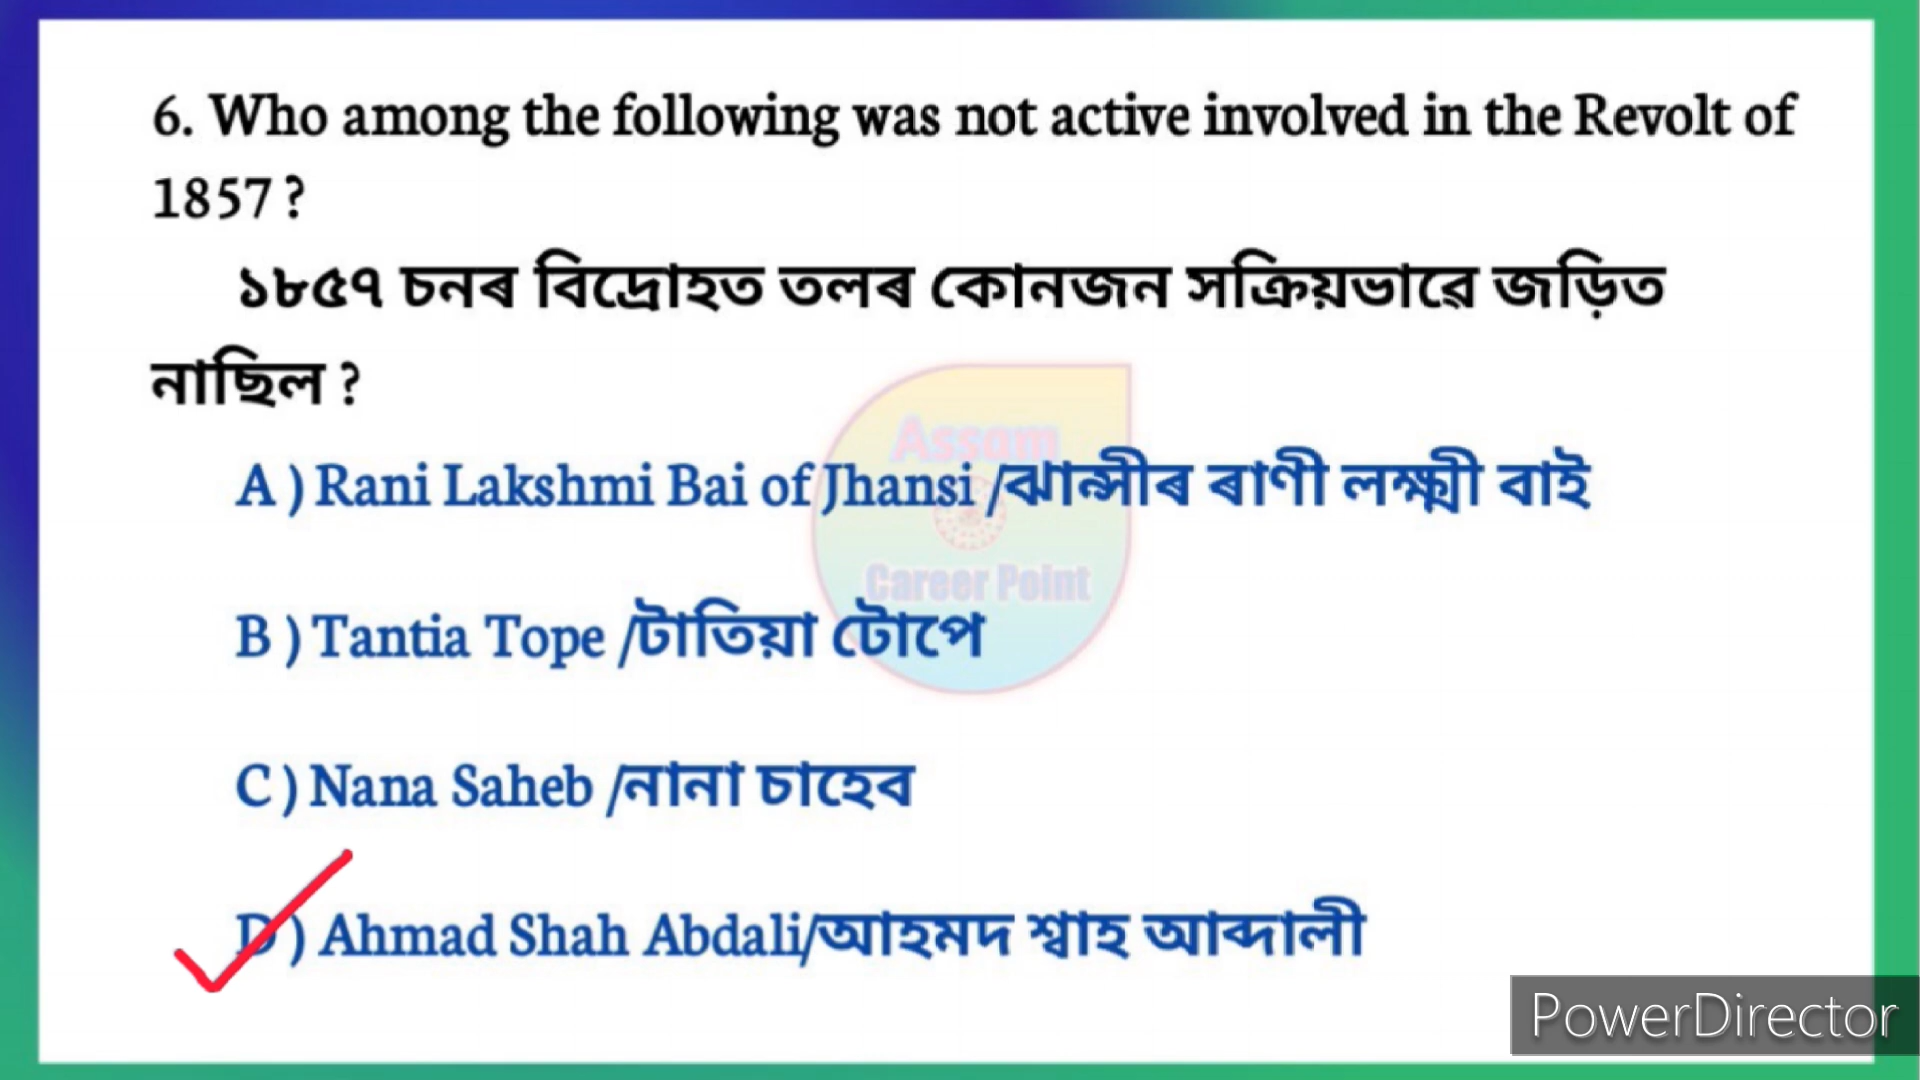 6. Who among the following was not active involved in the Revolt of
1857 ?
১৮৫৭ চনৰ বিদ্ৰোহত তলৰ কোনজন সক্ৰিয়ভাৱে জড়িত
নাছিল ?
Assam
A ) Rani Lakshmi Bai of Jhansi /ঝান্সীৰ ৰাণী লক্ষ্মী বাই
Career Point
B ) Tantia Tope /টাতিয়া টোপে
C ) Nana Saheb /নানা চাহেব
D ) Ahmad Shah Abdali/আহমদ শ্বাহ আব্দালী
PowerDirector